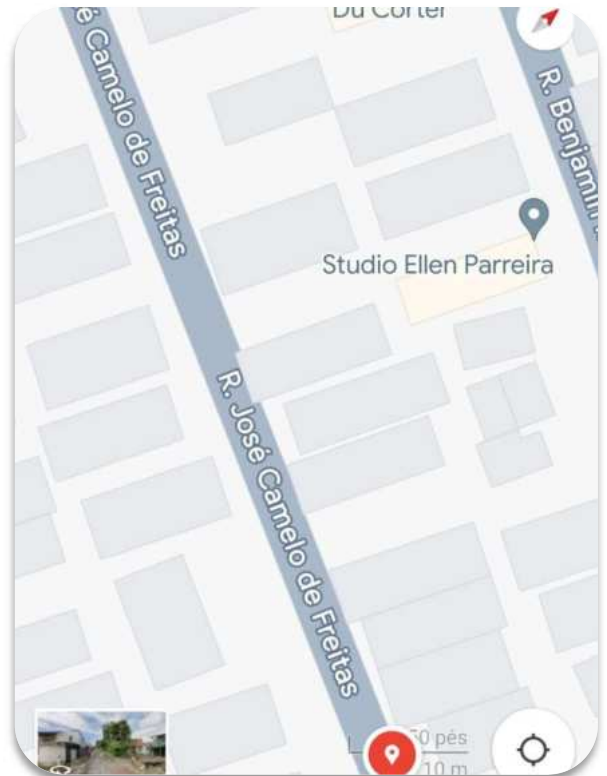 Du Corter
é Camelo de Freitas
R. Benjamin
Studio Ellen Parreira
R. José Camelo de Freitas
50 pés
10 m